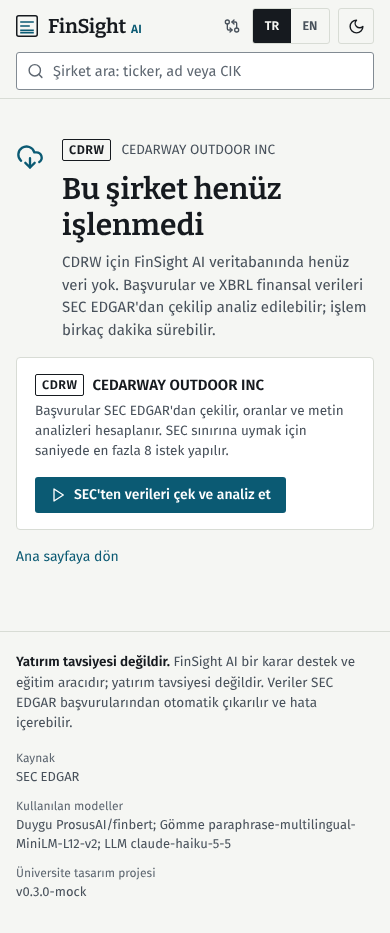 FinSight AI
TR
EN
Şirket ara: ticker, ad veya CIK
CDRW CEDARWAY OUTDOOR INC
Bu şirket henüz
işlenmedi
CDRW için FinSight AI veritabanında henüz
veri yok. Başvurular ve XBRL finansal verileri
SEC EDGAR'dan çekilip analiz edilebilir; işlem
birkaç dakika sürebilir.
CDRW CEDARWAY OUTDOOR INC
Başvurular SEC EDGAR'dan çekilir, oranlar ve metin
analizleri hesaplanır. SEC sınırına uymak için
saniyede en fazla 8 istek yapılır.
SEC'ten verileri çek ve analiz et
Ana sayfaya dön
Yatırım tavsiyesi değildir. FinSight AI bir karar destek ve
eğitim aracıdır; yatırım tavsiyesi değildir. Veriler SEC
EDGAR başvurularından otomatik çıkarılır ve hata
içerebilir.
Kaynak
SEC EDGAR
Kullanılan modeller
Duygu ProsusAI/finbert; Gömme paraphrase-multilingual-
MiniLM-L12-v2; LLM claude-haiku-5-5
Üniversite tasarım projesi
v0.3.0-mock